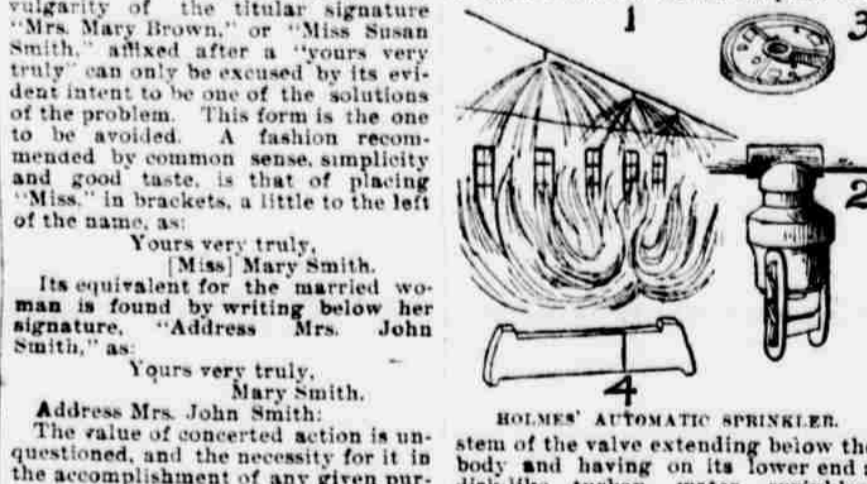 vulgarity of the titular signature
"Mrs. Mary Brown," or "Miss Susan
Smith," affixed after a "yours very
truly" can only be excused by its evi-
dent intent to be one of the solutions
of the problem. This form is the one
to be avoided. A fashion recom-
mended by common sense, simplicity
and good taste, is that of placing
"Miss," in brackets, a little to the left
of the name, as:
Yours very truly,
[Miss] Mary Smith.
Its equivalent for the married wo-
man is found by writing below her
signature, "Address Mrs. John
Smith," as:
Yours very truly,
Mary Smith.
Address Mrs. John Smith:
The value of concerted action is un-
questioned, and the necessity for it in
the accomplishment of any given pur-
1
3
2
4
HOLMES' AUTOMATIC SPRINKLER.
stem of the valve extending below the
body and having on its lower end